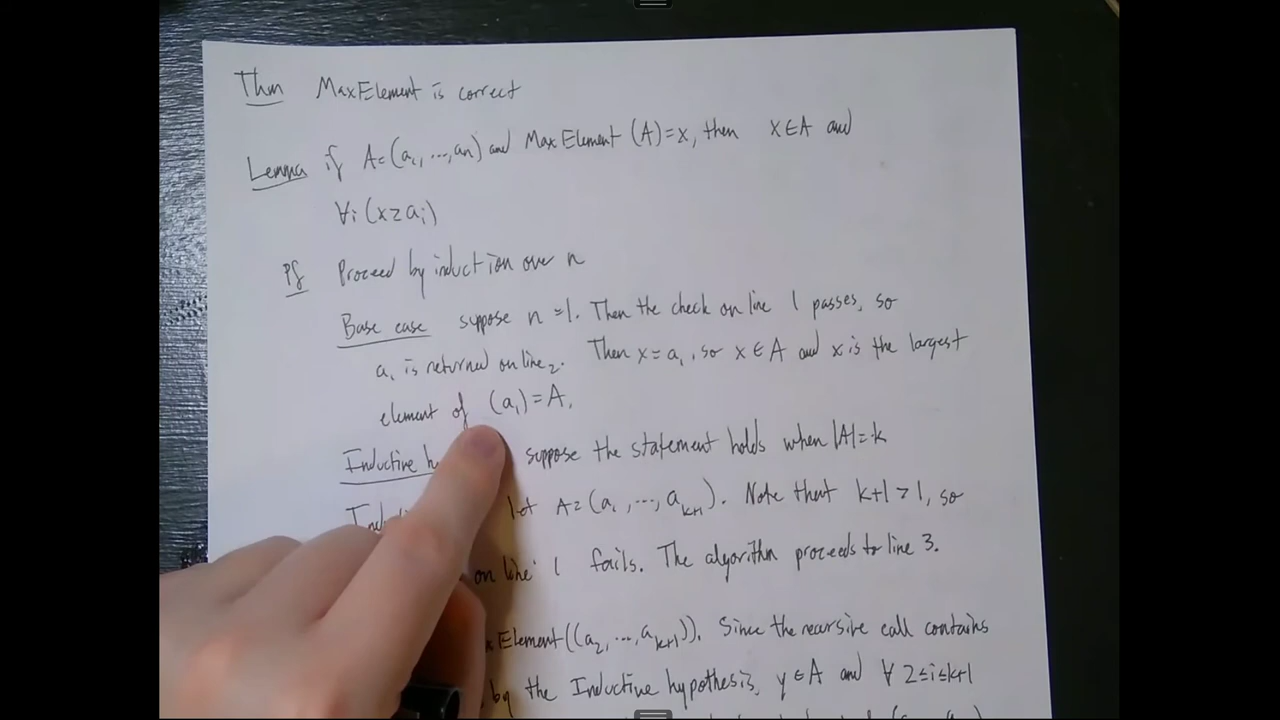 Thm MaxElement is correct
Lemma if A=(a₁,...,an) and MaxElement(A)=x, then x∈A and
∀i(x≥ai)
Pf Proceed by induction over n
Base case suppose n=1. Then the check on line 1 passes, so
a₁ is returned on line 2. Then x=a₁, so x∈A and x is the largest
element of (a₁)=A.
Inductive suppose the statement holds when |A|=k
let A=(a₁,...,a_{k+1}). Note that k+1>1, so
on line 1 fails. The algorithm proceeds to line 3.
Element((a₂,...,a_{k+1})). Since the recursive call contains
by the Inductive hypothesis, y∈A and ∀ 2≤i≤k+1